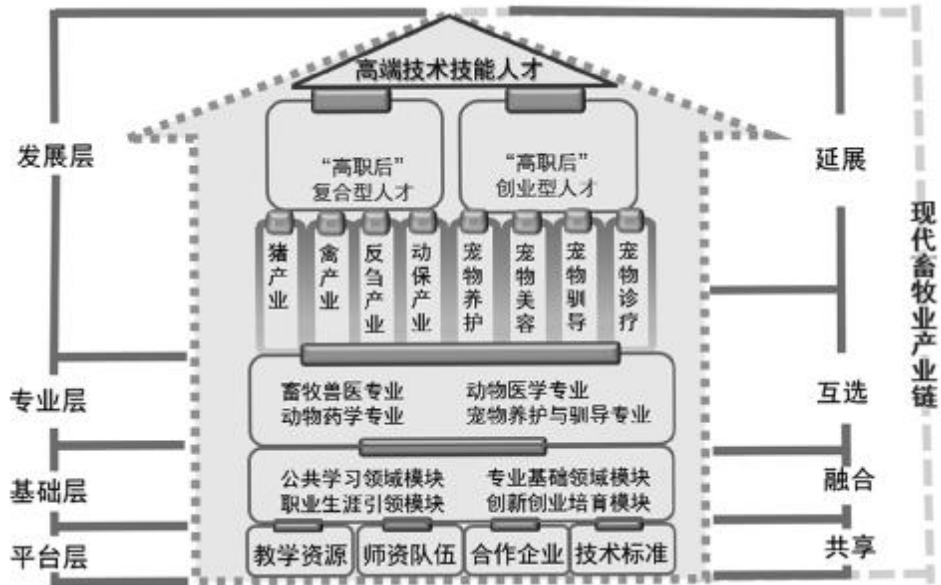 高端技术技能人才
“高职后”
复合型人才
“高职后”
创业型人才
发展层
延展
猪产业
禽产业
反刍产业
动保产业
宠物养护
宠物美容
宠物驯导
宠物诊疗
现代畜牧业产业链
专业层
畜牧兽医专业
动物医学专业
动物药学专业
宠物养护与驯导专业
互选
基础层
公共学习领域模块
专业基础领域模块
职业生涯引领模块
创新创业培育模块
融合
平台层
教学资源
师资队伍
合作企业
技术标准
共享